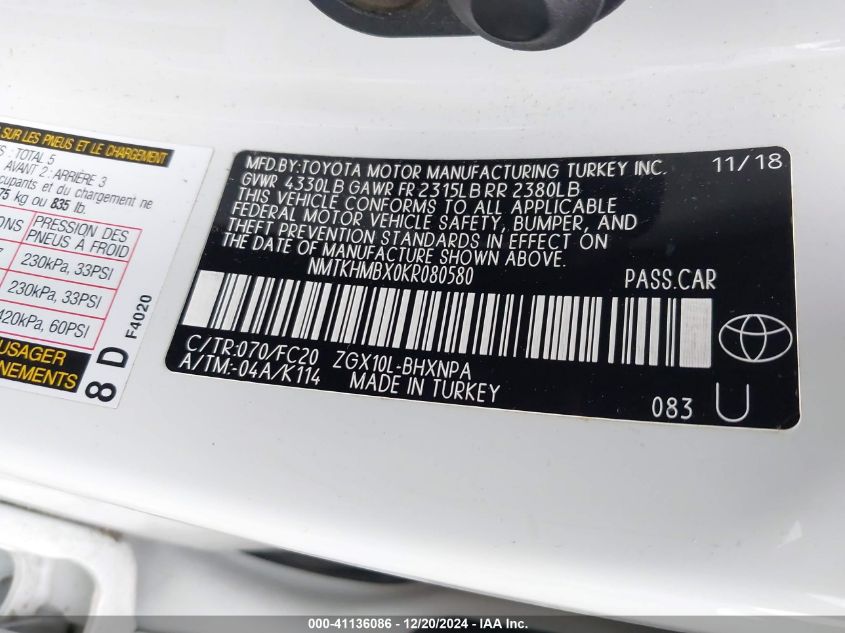 SUR LES PNEUS ET LE CHARGEMENT
: TOTAL 5
AVANT 2 : ARRIÈRE 3
cupants et du chargement ne
75 kg ou 835 lb.
PRESSION DES
PNEUS À FROID
230kPa, 33PSI
230kPa, 33PSI
420kPa, 60PSI
USAGER
NEMENTS
8 D
F4020
MFD.BY:TOYOTA MOTOR MANUFACTURING TURKEY INC. 11/18
GVWR 4330LB GAWR FR 2315LB RR 2380LB
THIS VEHICLE CONFORMS TO ALL APPLICABLE
FEDERAL MOTOR VEHICLE SAFETY, BUMPER, AND
THEFT PREVENTION STANDARDS IN EFFECT ON
THE DATE OF MANUFACTURE SHOWN ABOVE.
NMTKHMBX0KR080580 PASS.CAR
C/TR:070/FC20 ZGX10L-BHXNPA
A/TM:-04A/K114 MADE IN TURKEY
083 U
000-41136086 - 12/20/2024 - IAA Inc.